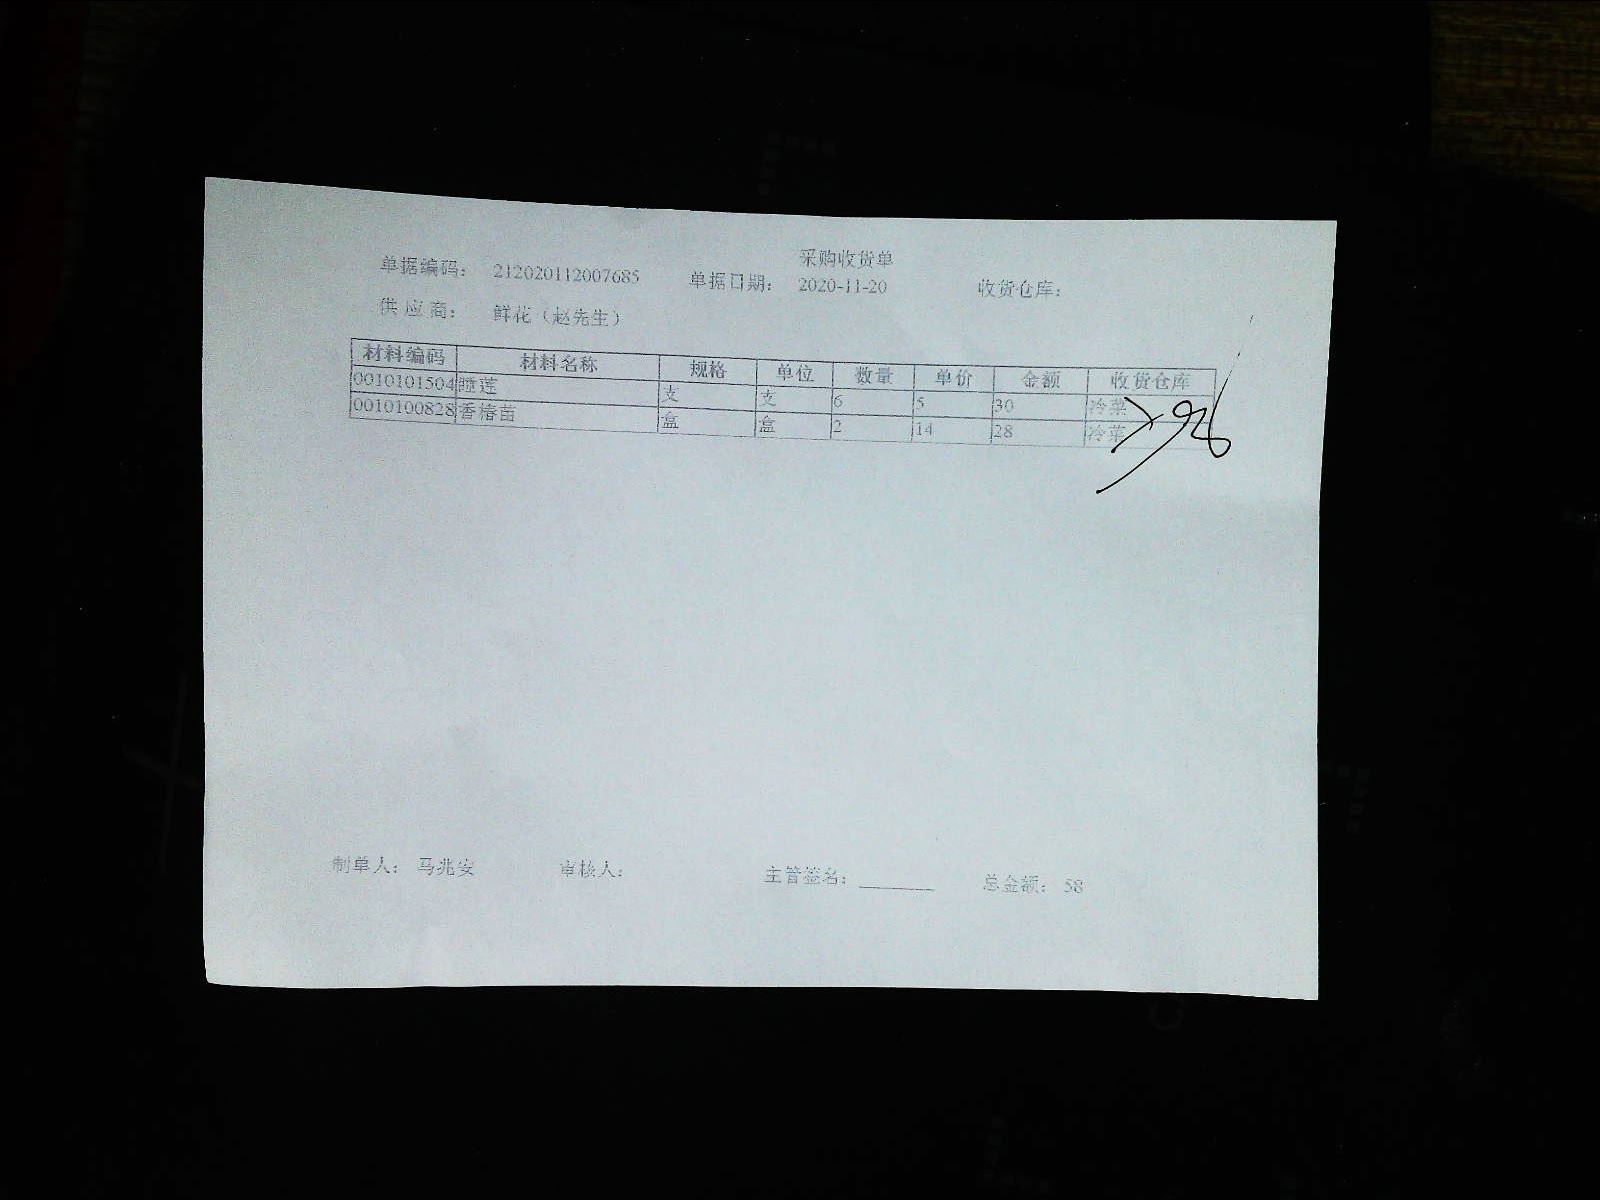 采购收货单
单据编码： 212020112007685 单据日期： 2020-11-20 收货仓库：
供 应 商： 鲜花（赵先生）
材料编码 材料名称 规格 单位 数量 单价 金额 收货仓库
0010101504 睡莲 支 支 6 5 30 冷菜
0010100828 香椿苗 盒 盒 2 14 28 冷菜
制单人： 马兆安 审核人： 主管签名： ________ 总金额： 58